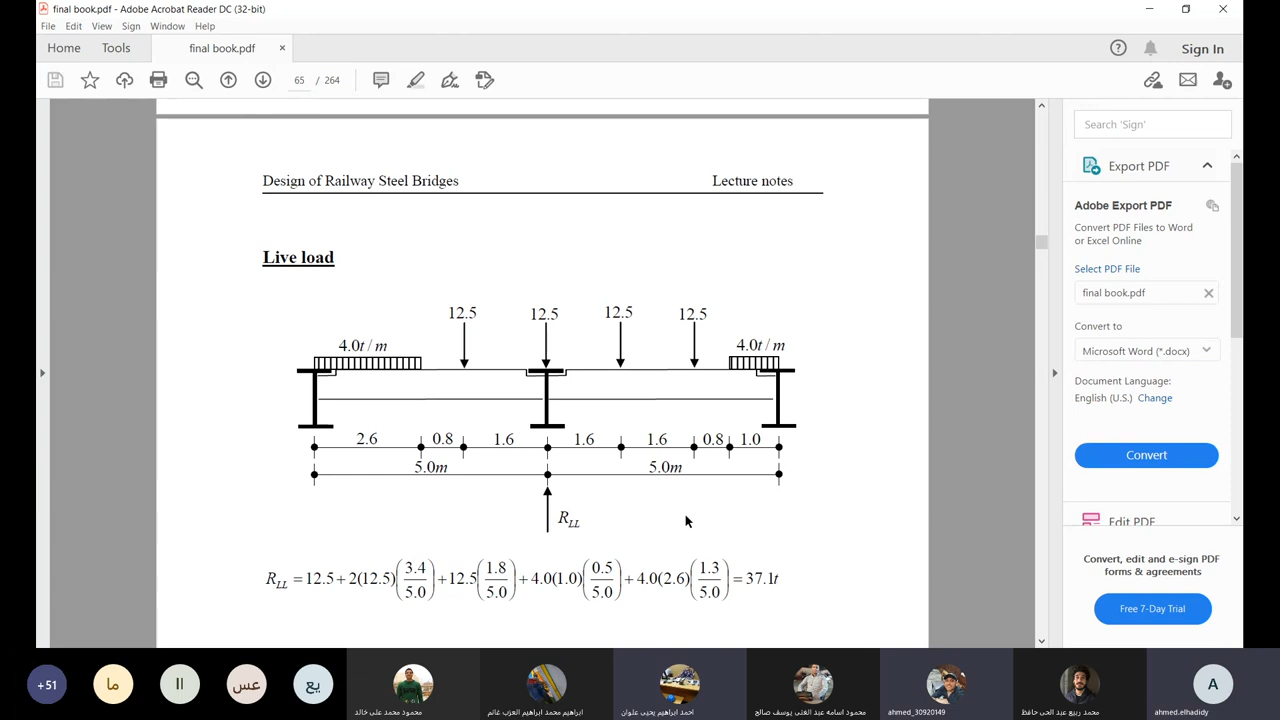 final book.pdf - Adobe Acrobat Reader DC (32-bit)
File Edit View Sign Window Help
Home Tools final book.pdf × Sign In
65 / 264
Search 'Sign'
Export PDF
Adobe Export PDF
Convert PDF Files to Word
or Excel Online
Select PDF File
final book.pdf
Convert to
Microsoft Word (*.docx)
Document Language:
English (U.S.) Change
Convert
Edit PDF
Convert, edit and e-sign PDF
forms & agreements
Free 7-Day Trial
Design of Railway Steel Bridges Lecture notes
Live load
12.5 12.5 12.5 12.5
4.0t/m 4.0t/m
2.6 0.8 1.6 1.6 1.6 0.8 1.0
5.0m 5.0m
R_LL
R_LL = 12.5 + 2(12.5)(3.4/5.0) + 12.5(1.8/5.0) + 4.0(1.0)(0.5/5.0) + 4.0(2.6)(1.3/5.0) = 37.1t
+51 ما اا عس يع A
محمود محمد على خالد
ابراهيم محمد ابراهيم العزب غانم
احمد ابراهيم يحيى علوان
محمود اسامه عبد الغنى يوسف صالح
ahmed_30920149
محمد ربيع عبد الحى حافظ
ahmed.elhadidy